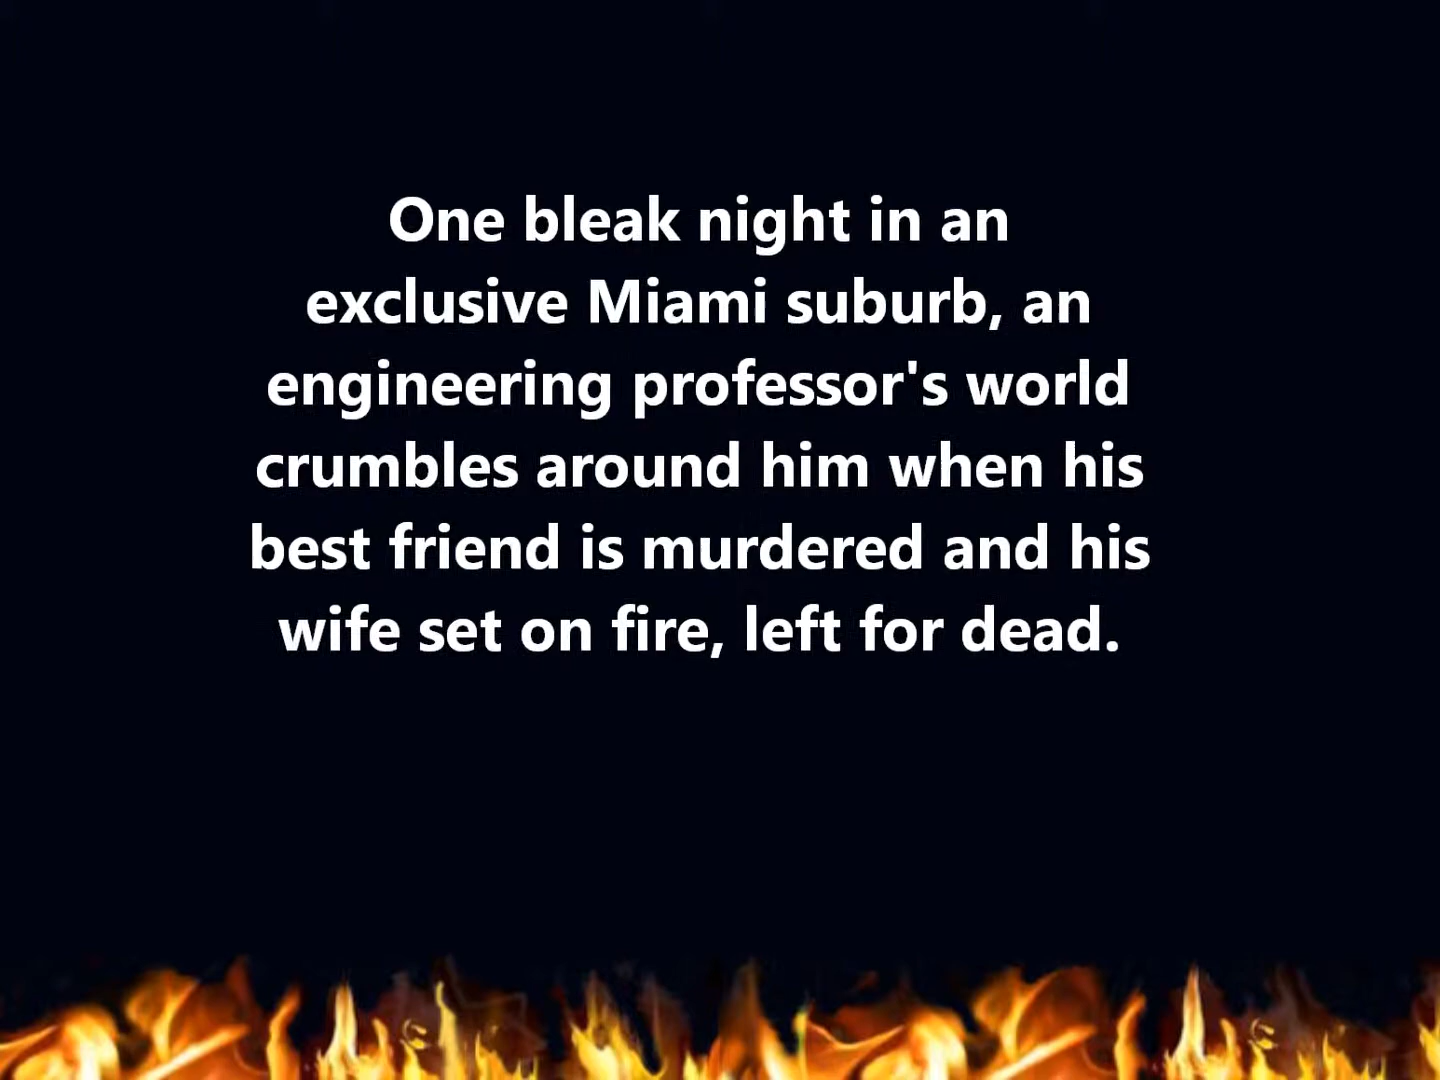 One bleak night in an
exclusive Miami suburb, an
engineering professor's world
crumbles around him when his
best friend is murdered and his
wife set on fire, left for dead.